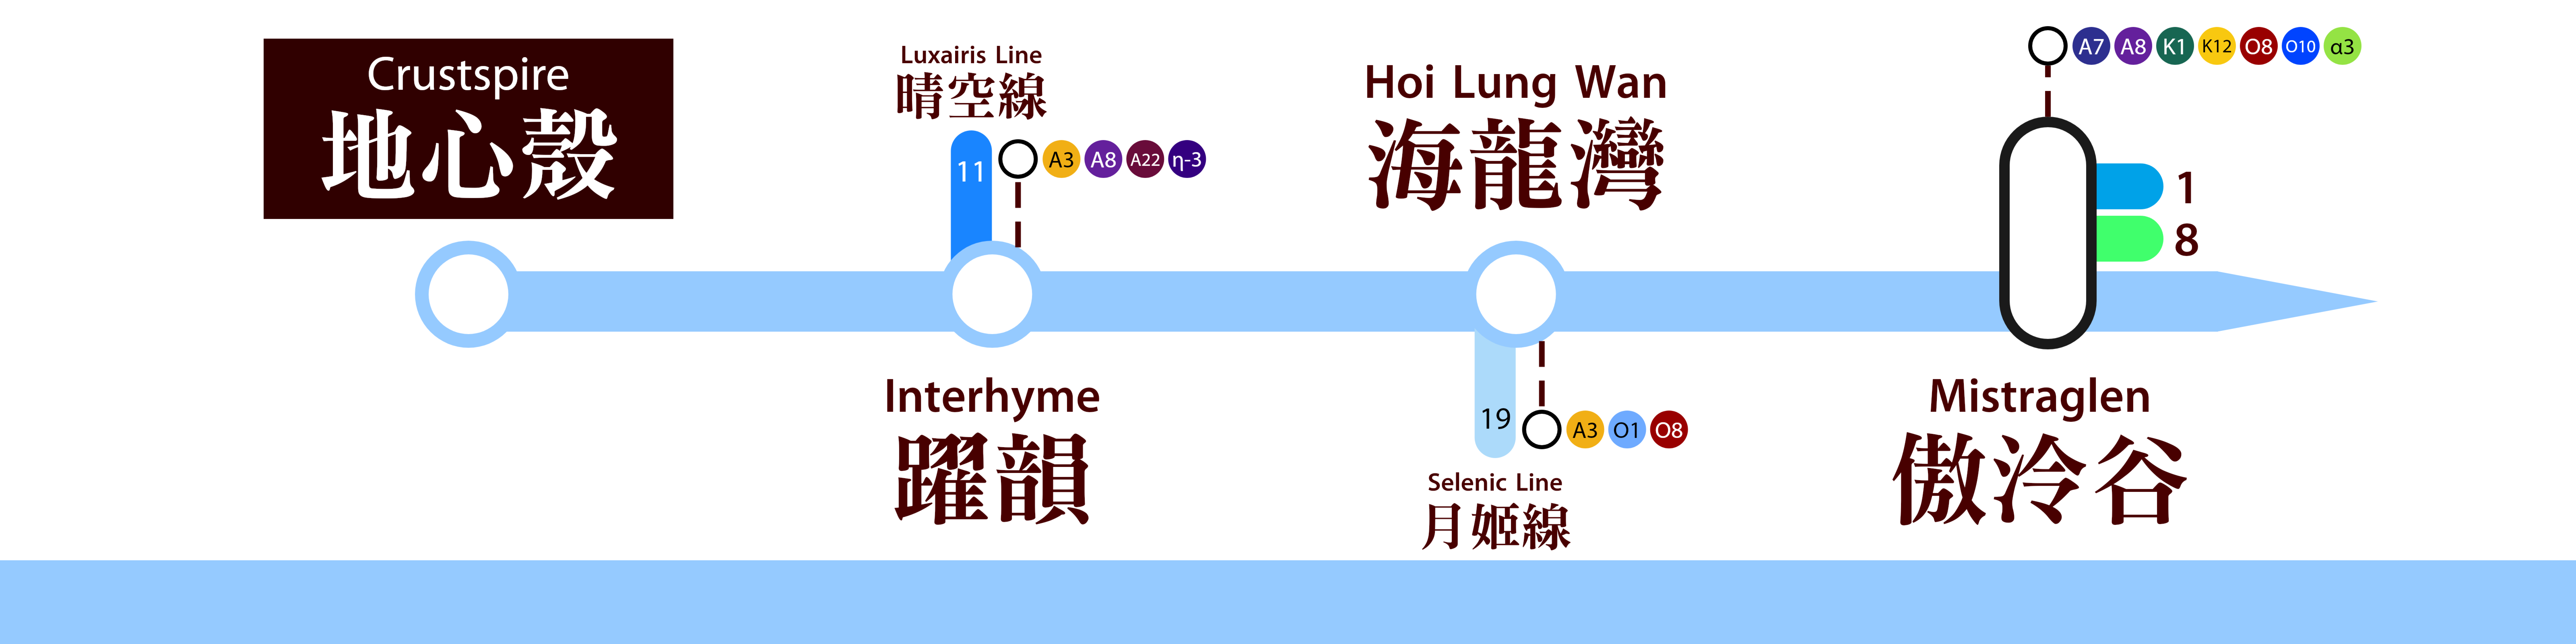 Crustspire
地心殼
Luxairis Line
晴空線
11
A3 A8 A22 η-3
Interhyme
躍韻
Hoi Lung Wan
海龍灣
19
A3 O1 O8
Selenic Line
月姬線
A7 A8 K1 K12 O8 O10 α3
1
8
Mistraglen
傲泠谷